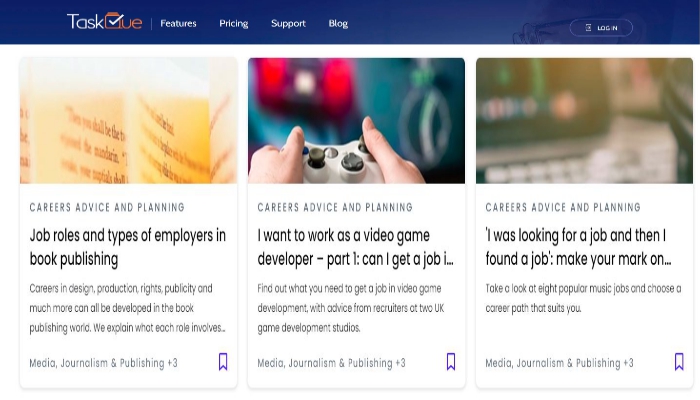 TaskQue
Features
Pricing
Support
Blog
LOG IN
"Then you shall be the
CAREERS ADVICE AND PLANNING
Job roles and types of employers in
book publishing
Careers in design, production, rights, publicity and
much more can all be developed in the book
publishing world. We explain what each role involves...
Media, Journalism & Publishing +3
CAREERS ADVICE AND PLANNING
I want to work as a video game
developer – part 1: can I get a job i...
Find out what you need to get a job in video game
development, with advice from recruiters at two UK
game development studios.
Media, Journalism & Publishing +3
CAREERS ADVICE AND PLANNING
'I was looking for a job and then I
found a job': make your mark on...
Take a look at eight popular music jobs and choose a
career path that suits you.
Media, Journalism & Publishing +3